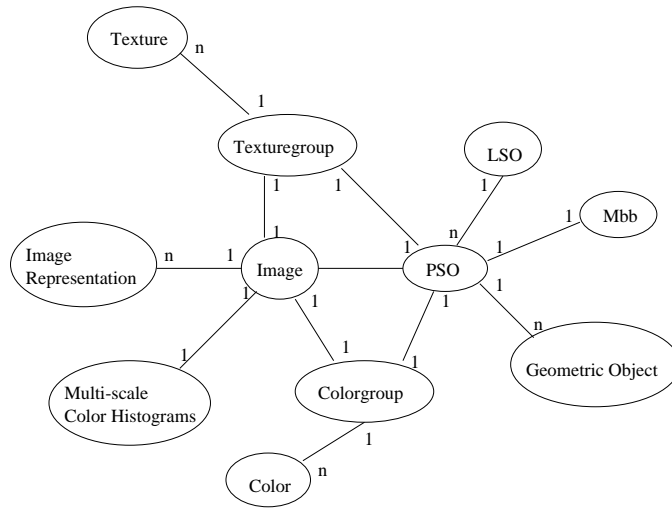 Texture
n
1
Texturegroup
1
1
LSO
1
Mbb
1
n
1
1
1
Image
Representation
n
1
Image
PSO
1
1
1
1
n
Geometric Object
1
1
1
Multi-scale
Color Histograms
Colorgroup
1
n
Color